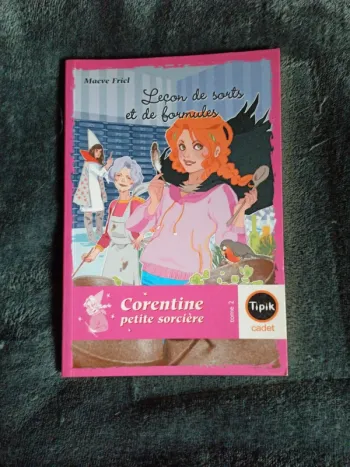 Maeve Friel
Leçon de sorts
et de formules
Corentine
petite sorcière
tome 2
Tipik
cadet